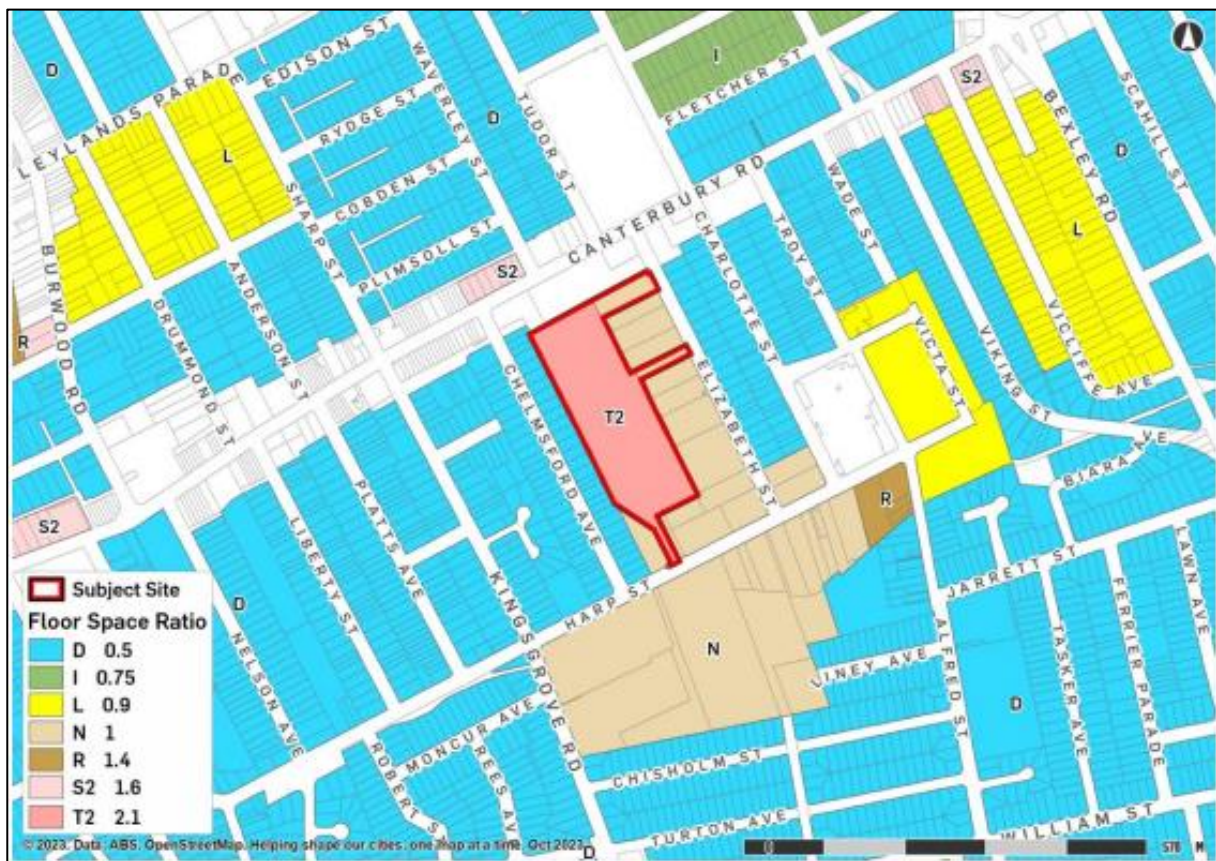 EDISON ST
WAVERLEY ST
TUDOR ST
I
FLETCHER ST
S2
BEXLEY RD
SCAHILL ST
D
LEYLANDS PARADE
L
RYDGE ST
D
COBDEN ST
SHARP ST
PLIMSOLL ST
S2
CANTERBURY RD
CHARLOTTE ST
TROY ST
WADE ST
D
L
BURWOOD RD
R
DRUMMOND ST
ANDERSON ST
CHELMSFORD AVE
T2
ELIZABETH ST
VICTA ST
VIKING ST
VICLIFFE AVE
BIARA AVE
S2
D
NELSON AVE
LIBERTY ST
PLATTS AVE
KINGSGROVE RD
HARP ST
R
N
JARRETT ST
LAWN AVE
FERRIER PARADE
TASKER AVE
ALFRED ST
D
VINEY AVE
MONCUR AVE
REES AVE
ROBERT ST
CHISHOLM ST
TURTON AVE
WILLIAM ST
D
Subject Site
Floor Space Ratio
D 0.5
I 0.75
L 0.9
N 1
R 1.4
S2 1.6
T2 2.1
© 2023. Data: ABS, OpenStreetMap. Helping shape our cities, one map at a time, Oct 2023
0 578 M